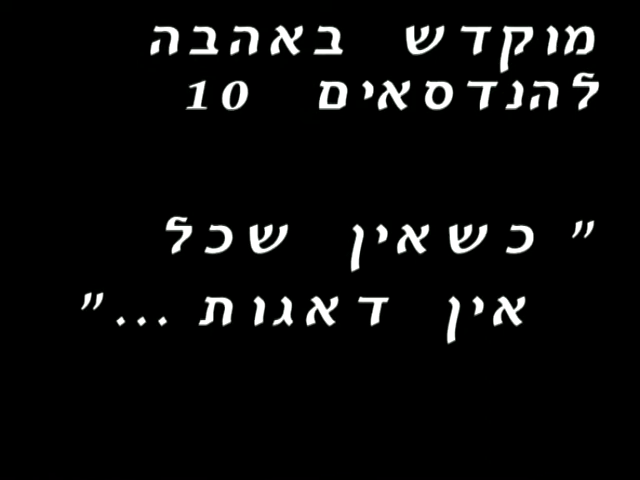 מוקדש באהבה
להנדסאים 10
" כשאין שכל
אין דאגות ..."